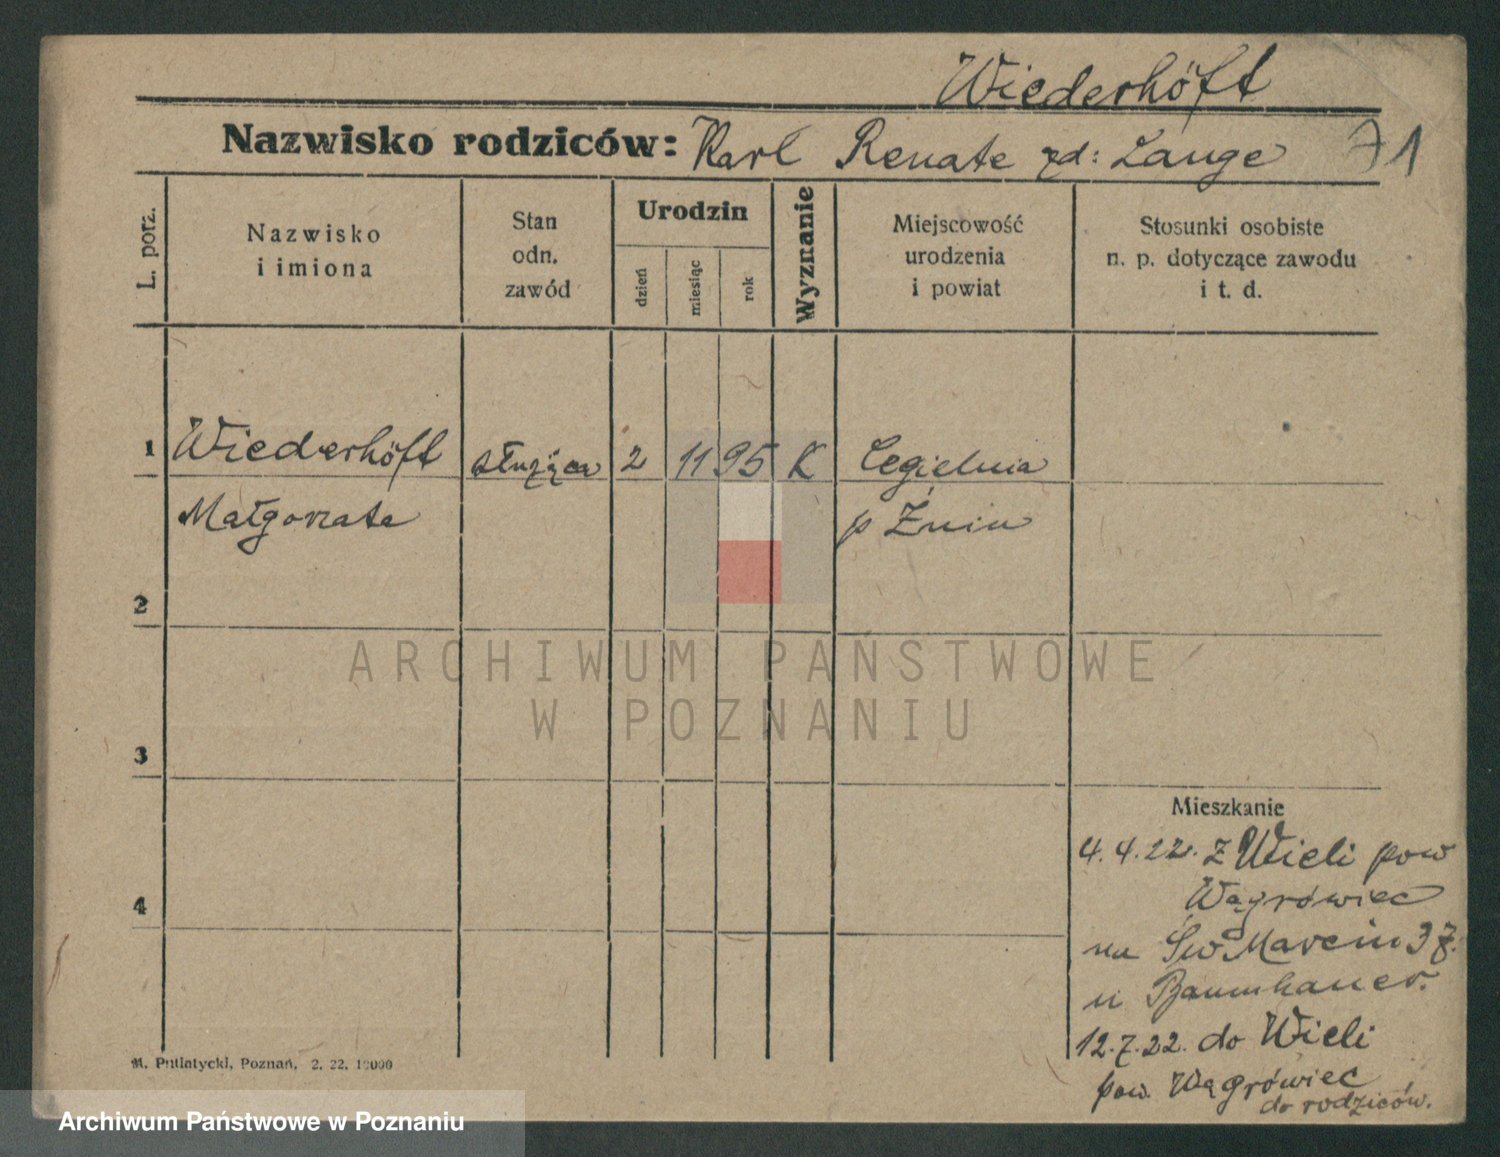 Wiederhöft
Nazwisko rodziców: Karl Renate zd: Lange 71
L. porz.
Nazwisko
i imiona
Stan
odn.
zawód
Urodzin
dzień
miesiąc
rok
Wyznanie
Miejscowość
urodzenia
i powiat
Stosunki osobiste
n. p. dotyczące zawodu
i t. d.
1 Wiederhöft służąca 2 11 95 K Cegielnia
Małgorzata p Żnin
2
3
4
ARCHIWUM PAŃSTWOWE
W POZNANIU
Mieszkanie
4.4.22. z Wieli pow
Wągrówiec
na Św Marcin 37.
u Baumhauer.
12.7.22. do Wieli
pow. Wągrówiec
do rodziców.
M. Putiatycki, Poznań, 2. 22. 10000
Archiwum Państwowe w Poznaniu